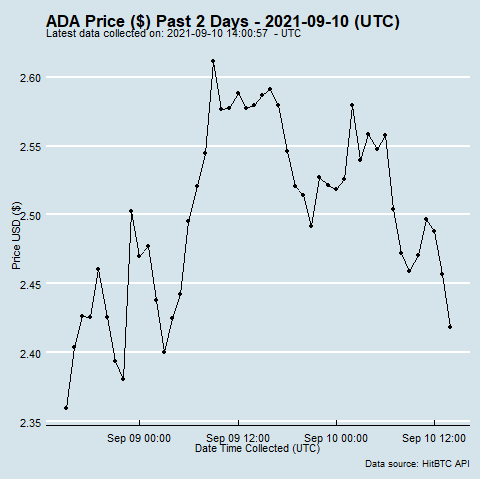 ADA Price ($) Past 2 Days - 2021-09-10 (UTC)
Latest data collected on: 2021-09-10 14:00:57 - UTC
2.60
2.55
2.50
2.45
2.40
2.35
Price USD ($)
Sep 09 00:00 Sep 09 12:00 Sep 10 00:00 Sep 10 12:00
Date Time Collected (UTC)
Data source: HitBTC API